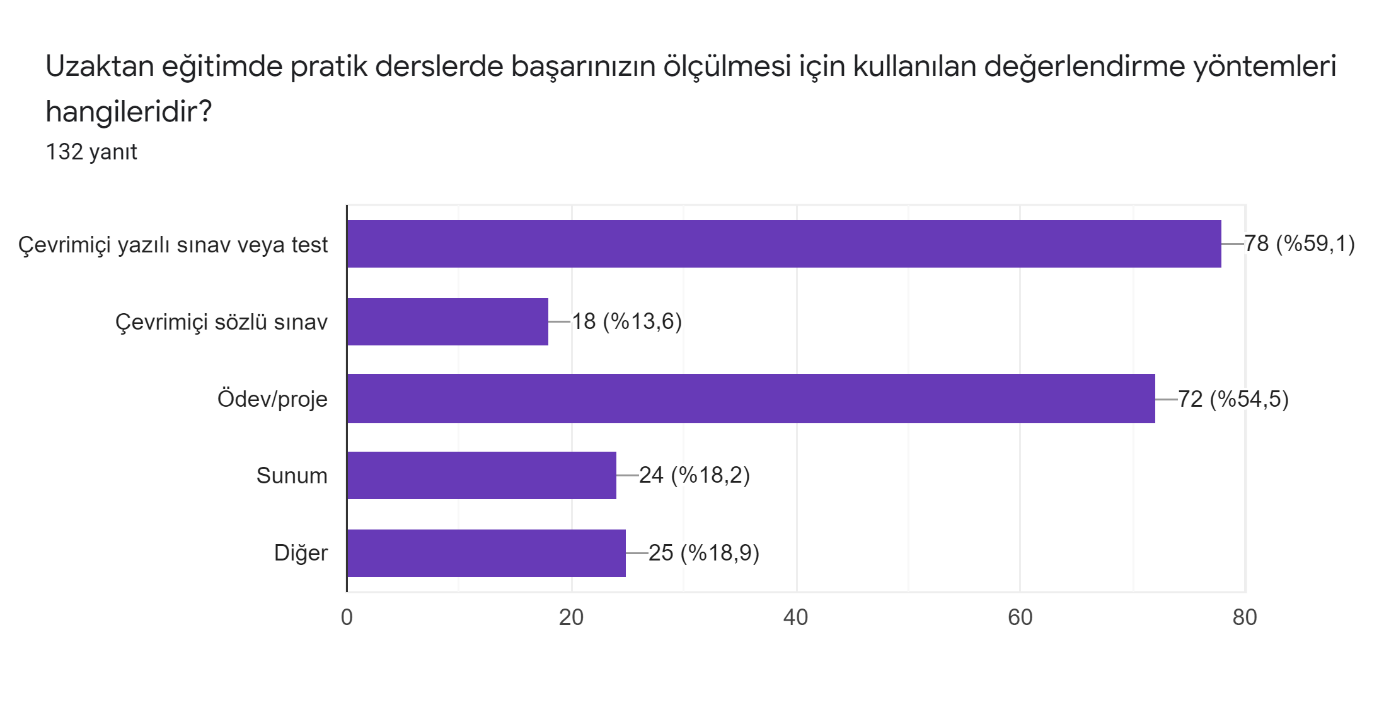 Uzaktan eğitimde pratik derslerde başarınızın ölçülmesi için kullanılan değerlendirme yöntemleri
hangileridir?
132 yanıt
Çevrimiçi yazılı sınav veya test
78 (%59,1)
Çevrimiçi sözlü sınav
18 (%13,6)
Ödev/proje
72 (%54,5)
Sunum
24 (%18,2)
Diğer
25 (%18,9)
0 20 40 60 80